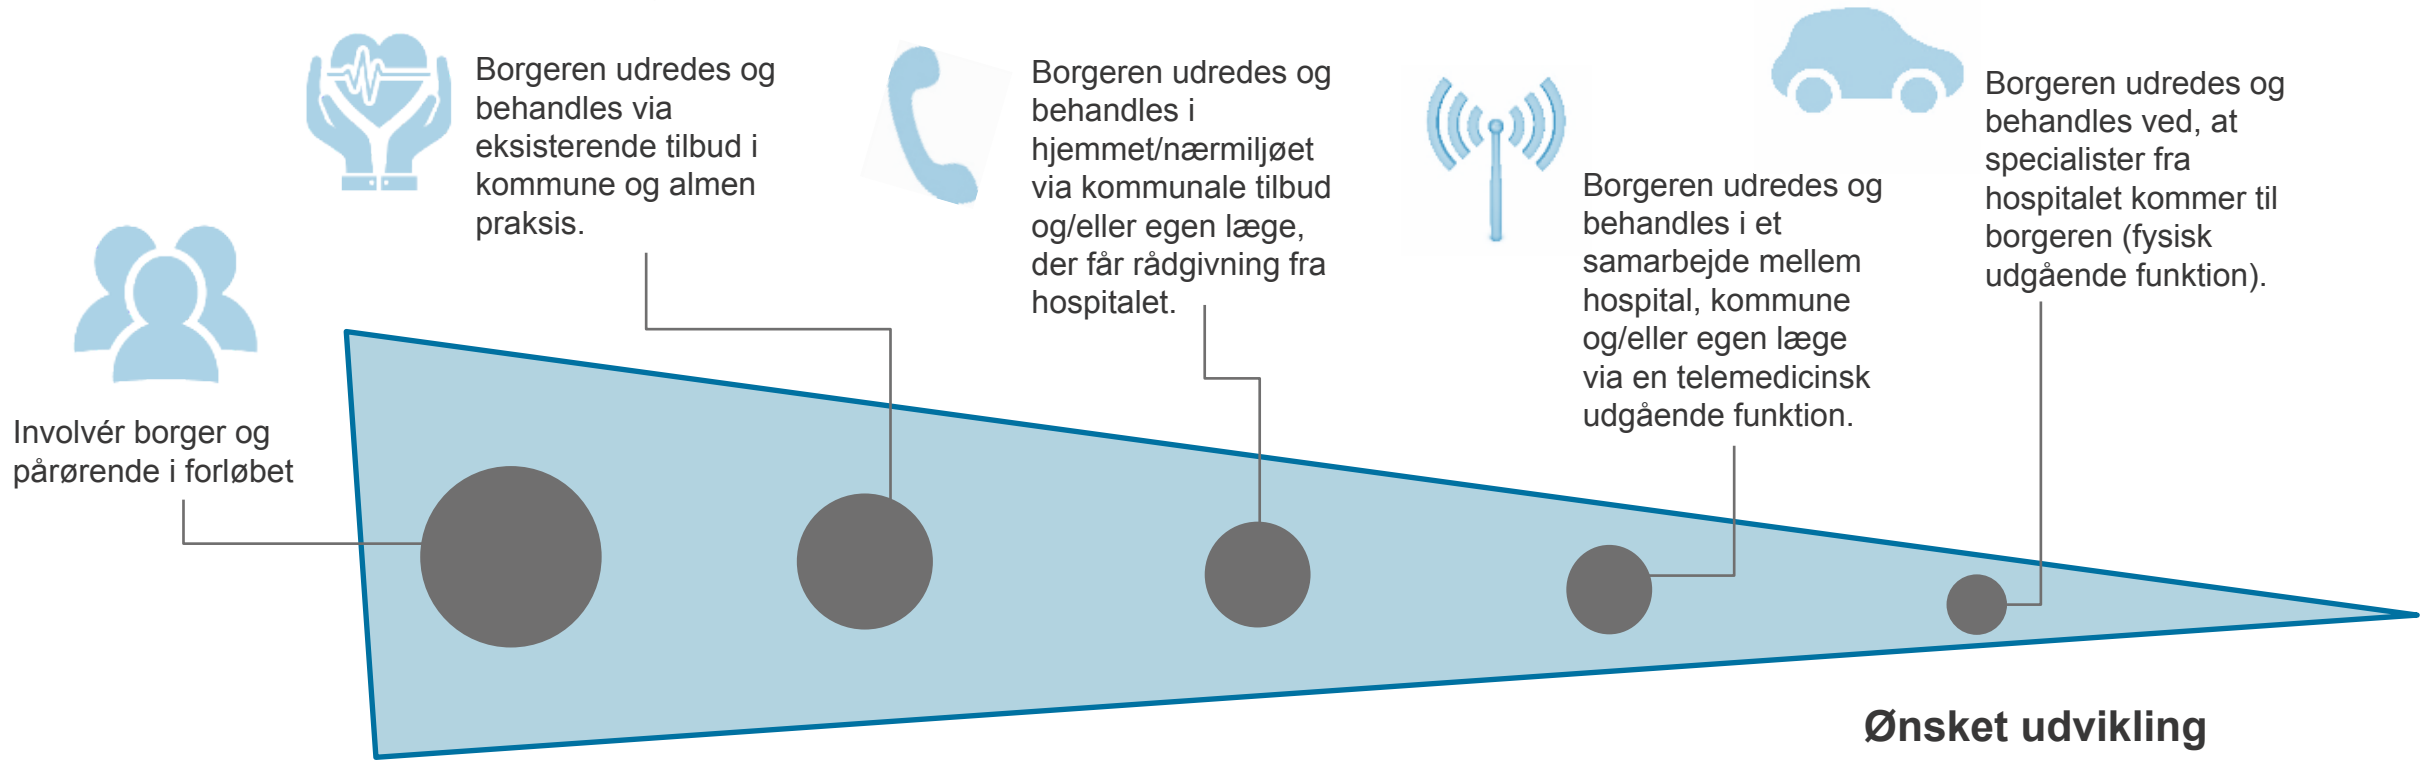 Involvér borger og
pårørende i forløbet
Borgeren udredes og
behandles via
eksisterende tilbud i
kommune og almen
praksis.
Borgeren udredes og
behandles i
hjemmet/nærmiljøet
via kommunale tilbud
og/eller egen læge,
der får rådgivning fra
hospitalet.
Borgeren udredes og
behandles i et
samarbejde mellem
hospital, kommune
og/eller egen læge
via en telemedicinsk
udgående funktion.
Borgeren udredes og
behandles ved, at
specialister fra
hospitalet kommer til
borgeren (fysisk
udgående funktion).
Ønsket udvikling